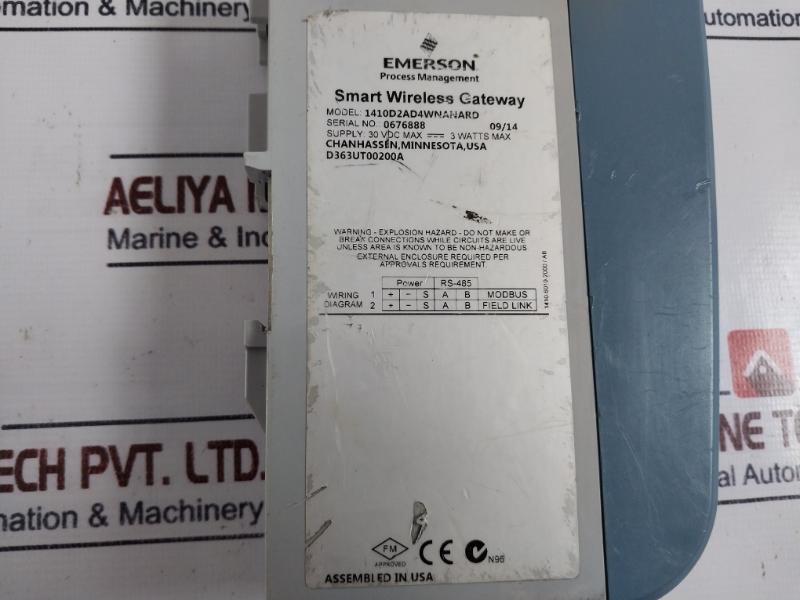 omation & Machinery
Automation &
EMERSON
Process Management
Smart Wireless Gateway
MODEL: 1410D2AD4WNANARD
SERIAL NO. 0676888 09/14
SUPPLY: 30 VDC MAX 3 WATTS MAX
CHANHASSEN,MINNESOTA,USA
D363UT00200A
AELIYA
Marine & Ind
WARNING - EXPLOSION HAZARD - DO NOT MAKE OR
BREAK CONNECTIONS WHILE CIRCUITS ARE LIVE
UNLESS AREA IS KNOWN TO BE NON-HAZARDOUS
EXTERNAL ENCLOSURE REQUIRED PER
APPROVALS REQUIREMENT.
Power RS-485
WIRING 1 + - S A B MODBUS
DIAGRAM 2 + - S A B FIELD LINK
ECH PVT. LTD.
mation & Machinery
NE TE
al Autom
FM
APPROVED
CE
N96
ASSEMBLED IN USA